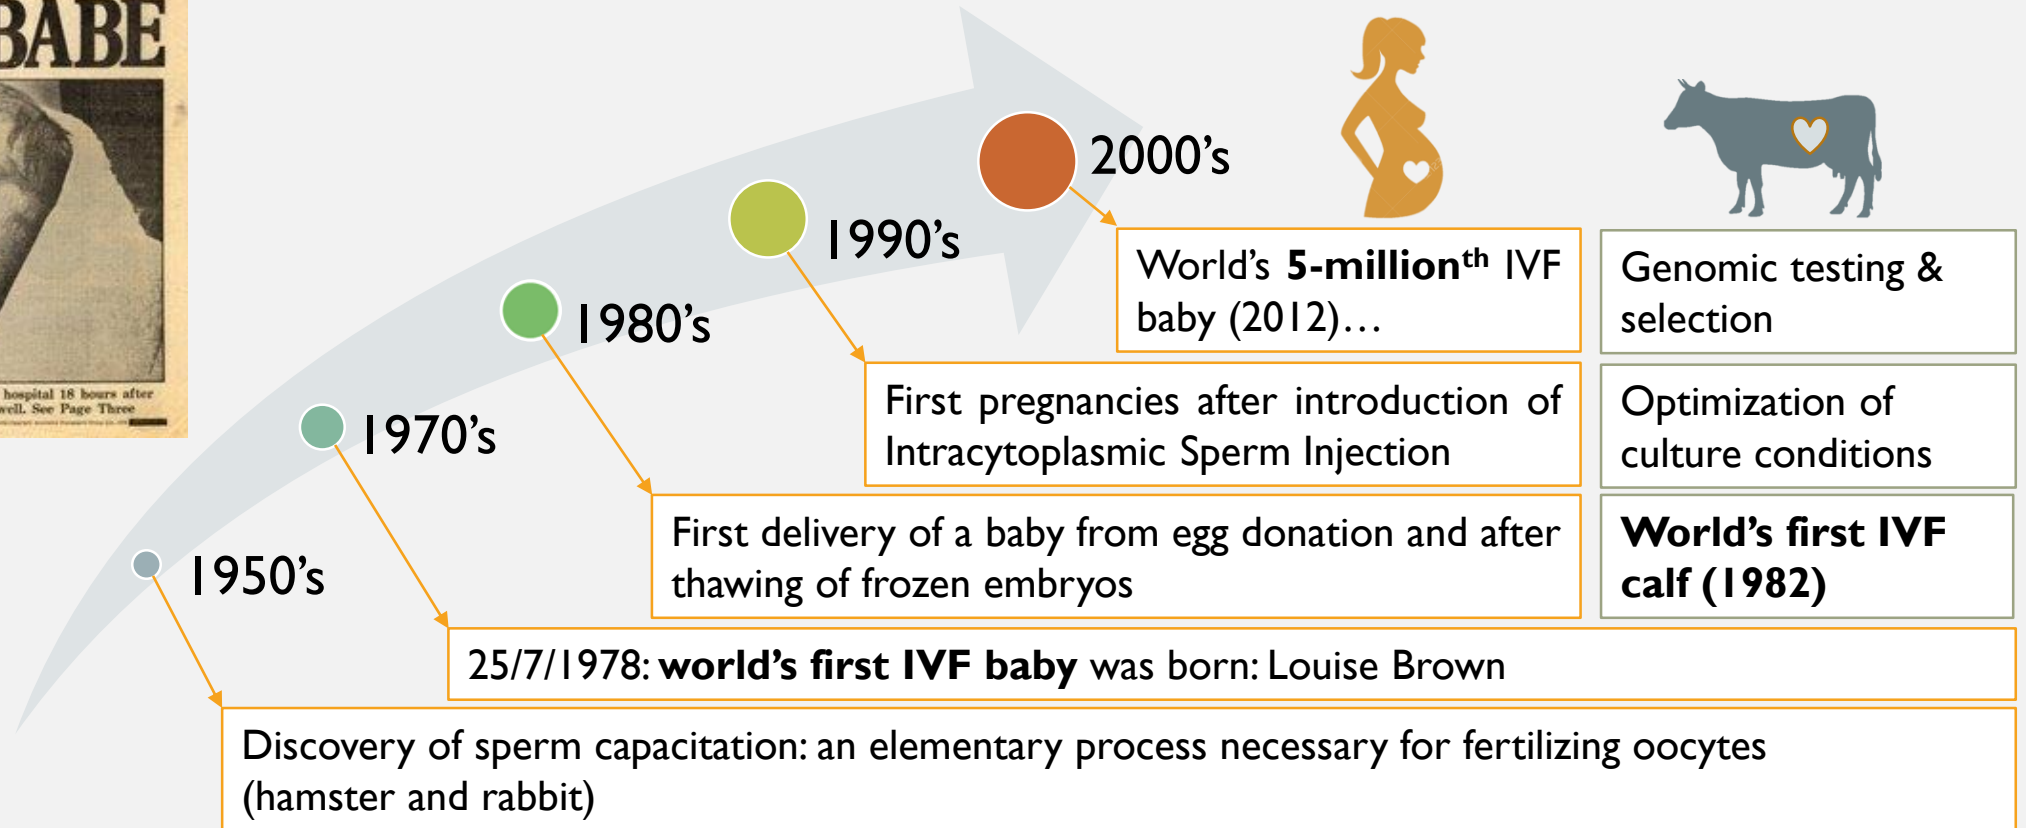 BABE
hospital 18 hours after
well. See Page Three
2000’s
1990’s
1980’s
1970’s
1950’s
World’s 5-millionth IVF
baby (2012)…
Genomic testing &
selection
First pregnancies after introduction of
Intracytoplasmic Sperm Injection
Optimization of
culture conditions
First delivery of a baby from egg donation and after
thawing of frozen embryos
World’s first IVF
calf (1982)
25/7/1978: world’s first IVF baby was born: Louise Brown
Discovery of sperm capacitation: an elementary process necessary for fertilizing oocytes
(hamster and rabbit)